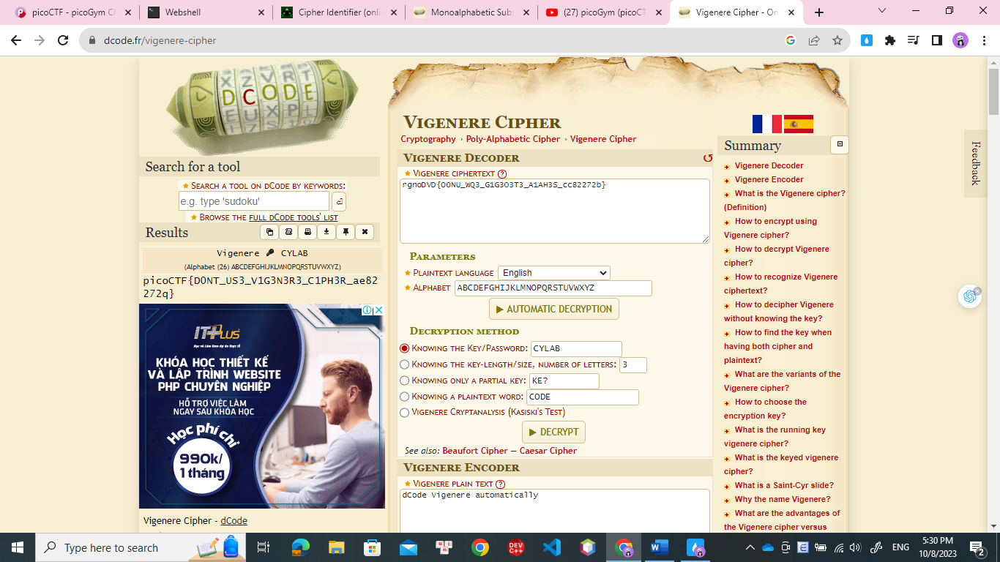 picoCTF - picoGym Cl
Webshell
Cipher Identifier (onli
Monoalphabetic Subs
(27) picoGym (picoCT
Vigenere Cipher - On
dcode.fr/vigenere-cipher
X Z V R T
D C O D E
E U X P L
VIGENERE CIPHER
Cryptography › Poly-Alphabetic Cipher › Vigenere Cipher
Search for a tool
SEARCH A TOOL ON DCODE BY KEYWORDS:
e.g. type 'sudoku'
BROWSE THE FULL DCODE TOOLS' LIST
Results
Vigenere CYLAB
(Alphabet (26) ABCDEFGHIJKLMNOPQRSTUVWXYZ)
picoCTF{D0NT_US3_V1G3N3R3_C1PH3R_ae82
272q}
ITPLUS
Học và Làm theo dự án thực tế
KHÓA HỌC THIẾT KẾ
VÀ LẬP TRÌNH WEBSITE
PHP CHUYÊN NGHIỆP
HỖ TRỢ VIỆC LÀM
NGAY SAU KHÓA HỌC
Học phí chỉ
990k/
1 tháng
Vigenere Cipher - dCode
VIGENERE DECODER
VIGENERE CIPHERTEXT ?
rgnoDVD{O0NU_WQ3_G1G3O3T3_A1AH3S_cc82272b}
PARAMETERS
PLAINTEXT LANGUAGE English
ALPHABET ABCDEFGHIJKLMNOPQRSTUVWXYZ
▶ AUTOMATIC DECRYPTION
DECRYPTION METHOD
KNOWING THE KEY/PASSWORD: CYLAB
KNOWING THE KEY-LENGTH/SIZE, NUMBER OF LETTERS: 3
KNOWING ONLY A PARTIAL KEY: KE?
KNOWING A PLAINTEXT WORD: CODE
VIGENERE CRYPTANALYSIS (KASISKI'S TEST)
▶ DECRYPT
See also: Beaufort Cipher — Caesar Cipher
VIGENERE ENCODER
VIGENERE PLAIN TEXT ?
dCode Vigenere automatically
Summary
Vigenere Decoder
Vigenere Encoder
What is the Vigenere cipher?
(Definition)
How to encrypt using
Vigenere cipher?
How to decrypt Vigenere
cipher?
How to recognize Vigenere
ciphertext?
How to decipher Vigenere
without knowing the key?
How to find the key when
having both cipher and
plaintext?
What are the variants of the
Vigenere cipher?
How to choose the
encryption key?
What is the running key
vigenere cipher?
What is the keyed vigenere
cipher?
What is a Saint-Cyr slide?
Why the name Vigenere?
What are the advantages of
the Vigenere cipher versus
Feedback
Type here to search
DEV
C++
ENG
5:30 PM
10/8/2023
2